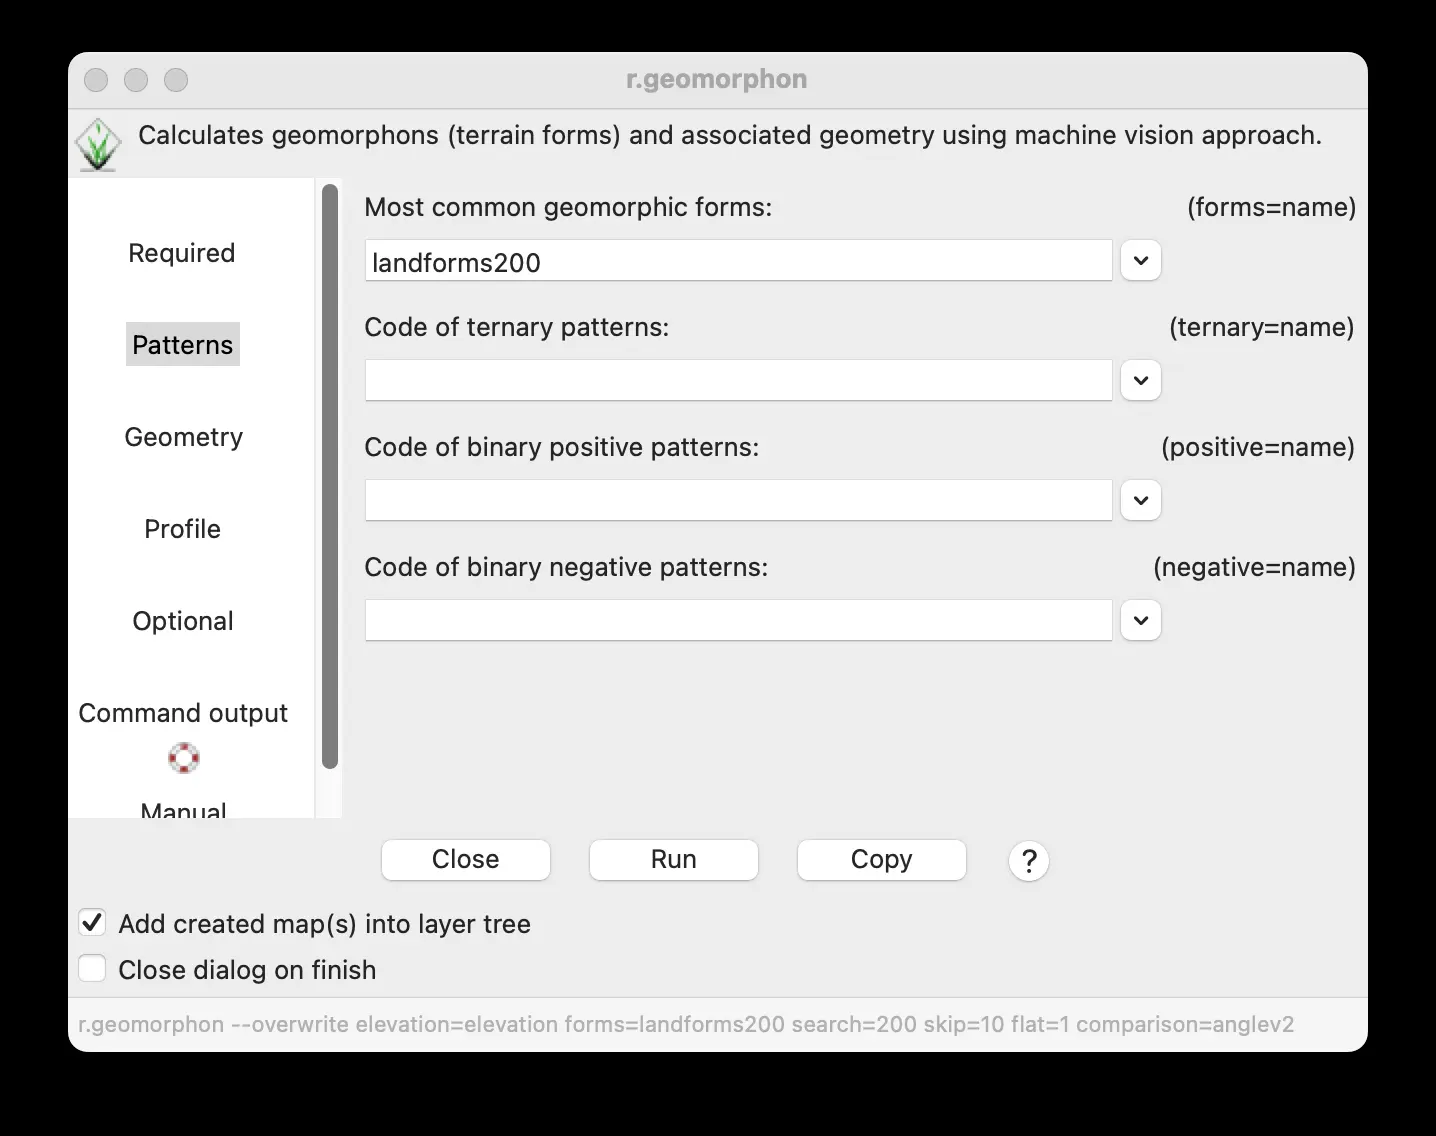 r.geomorphon
Calculates geomorphons (terrain forms) and associated geometry using machine vision approach.
Required
Patterns
Geometry
Profile
Optional
Command output
Manual
Most common geomorphic forms: (forms=name)
landforms200
Code of ternary patterns: (ternary=name)
Code of binary positive patterns: (positive=name)
Code of binary negative patterns: (negative=name)
Close Run Copy ?
Add created map(s) into layer tree
Close dialog on finish
r.geomorphon --overwrite elevation=elevation forms=landforms200 search=200 skip=10 flat=1 comparison=anglev2